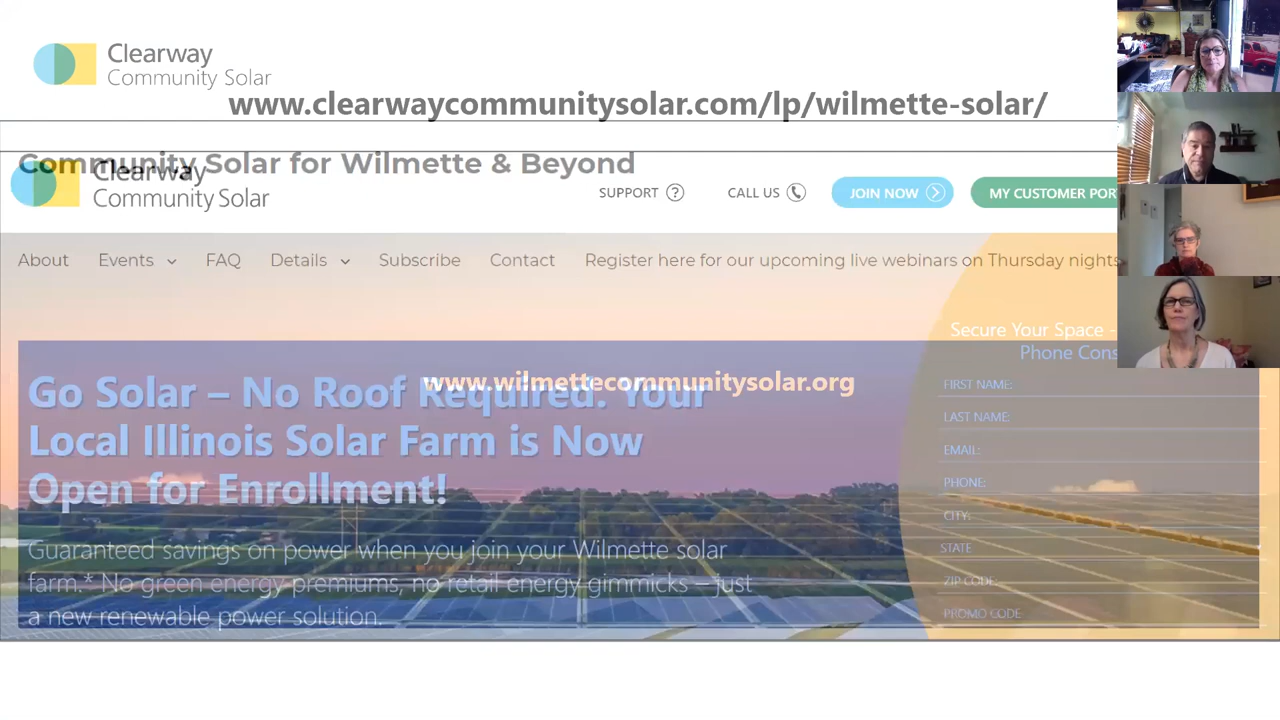 Clearway
Community Solar
www.clearwaycommunitysolar.com/lp/wilmette-solar/
Community Solar for Wilmette & Beyond
Clearway
Community Solar
SUPPORT ?
CALL US
JOIN NOW
MY CUSTOMER POR
About
Events
FAQ
Details
Subscribe
Contact
Register here for our upcoming live webinars on Thursday nights
Secure Your Space -
Phone Cons
www.wilmettecommunitysolar.org
Go Solar – No Roof Required. Your
Local Illinois Solar Farm is Now
Open for Enrollment!
Guaranteed savings on power when you join your Wilmette solar
farm.* No green energy premiums, no retail energy gimmicks – just
a new renewable power solution.
FIRST NAME:
LAST NAME:
EMAIL:
PHONE:
CITY:
STATE
ZIP CODE:
PROMO CODE